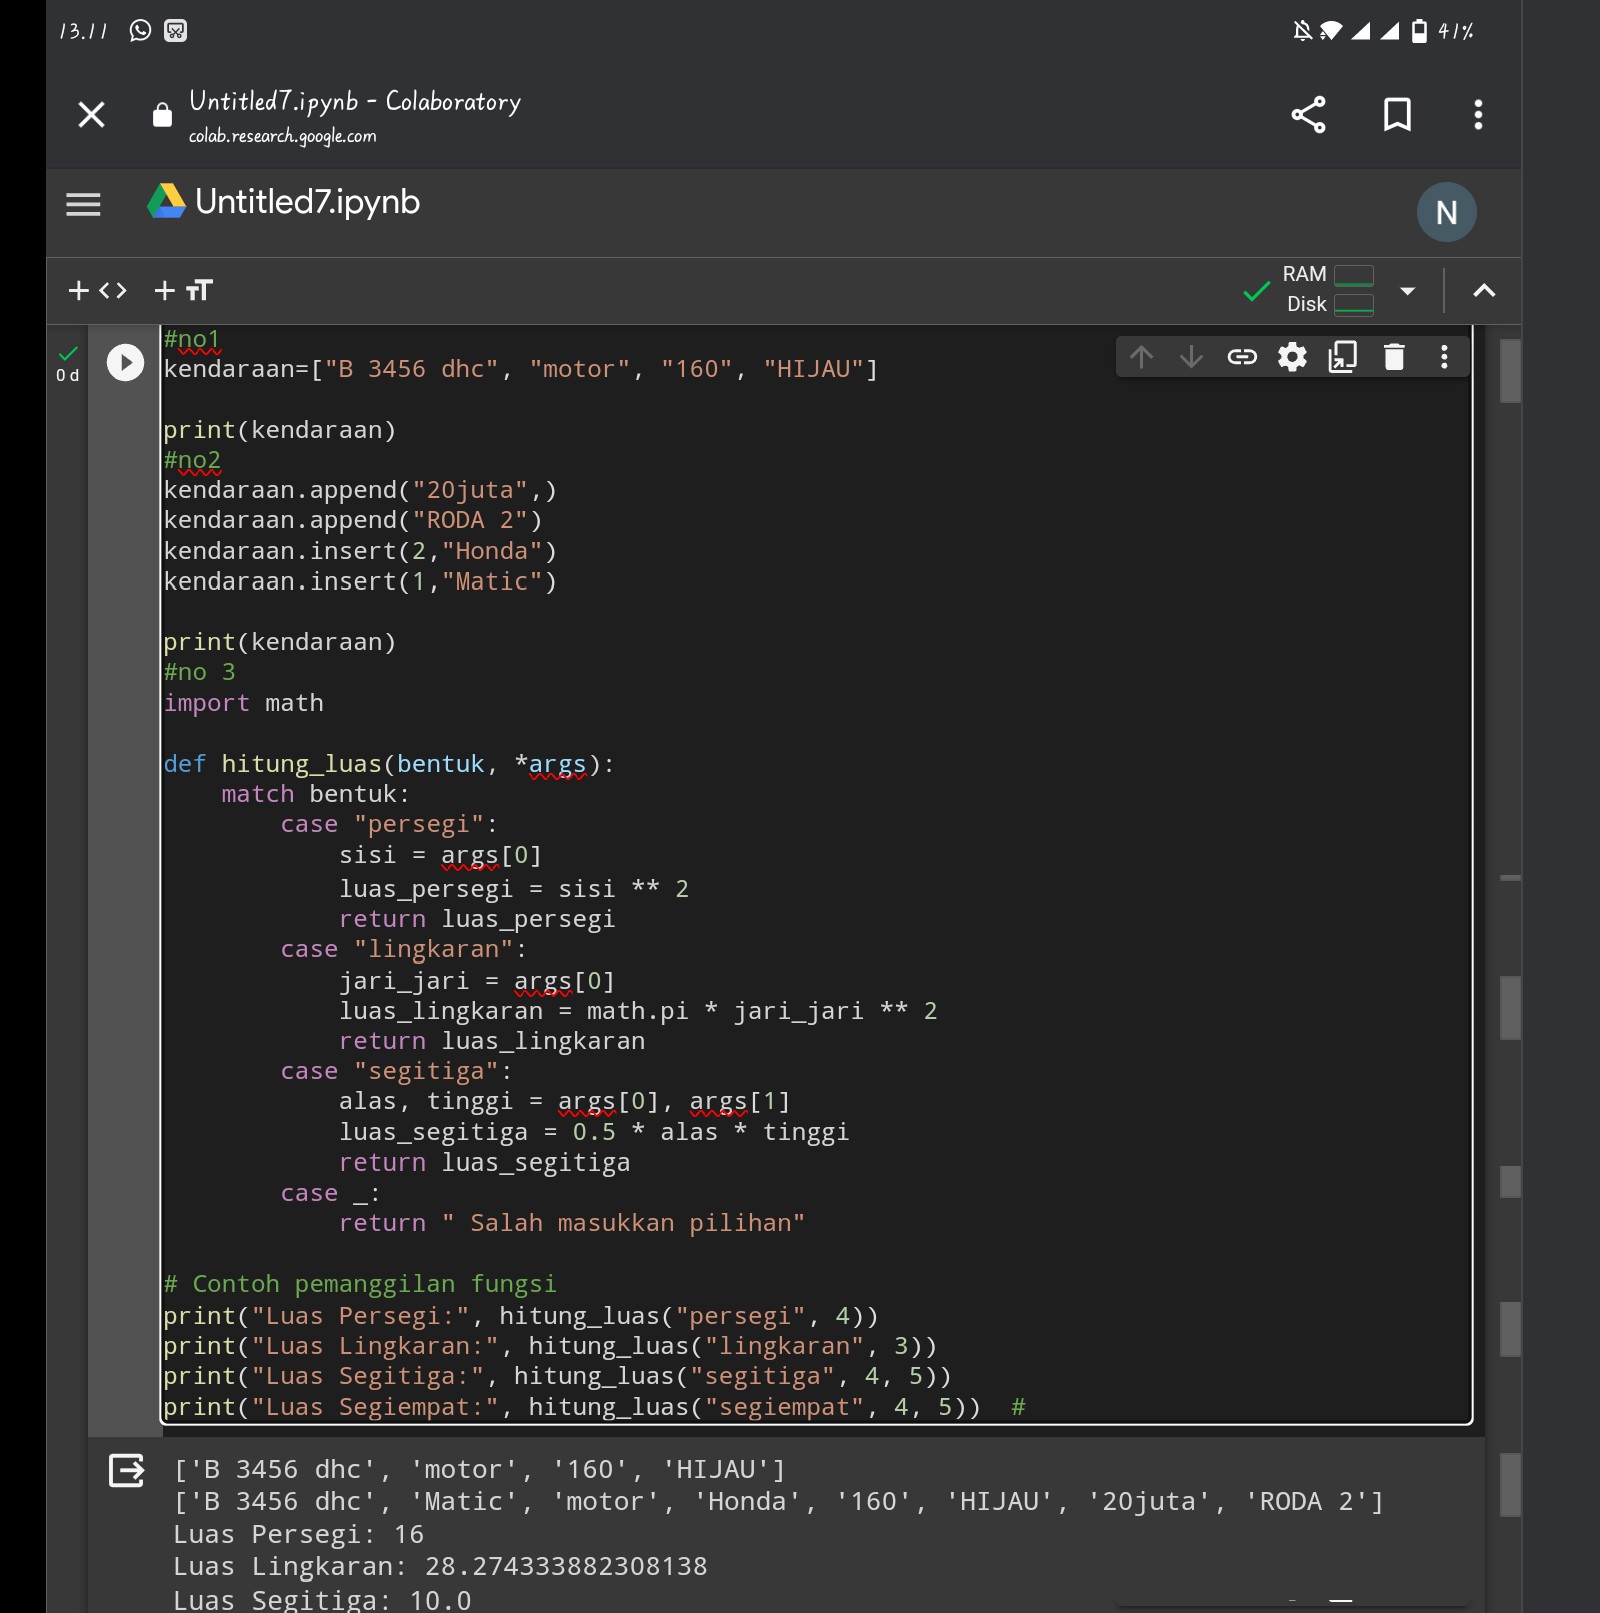 13.11 41%
Untitled7.ipynb - Colaboratory
colab.research.google.com
Untitled7.ipynb N
RAM
Disk
0 d
#no1
kendaraan=["B 3456 dhc", "motor", "160", "HIJAU"]
print(kendaraan)
#no2
kendaraan.append("20juta",)
kendaraan.append("RODA 2")
kendaraan.insert(2,"Honda")
kendaraan.insert(1,"Matic")
print(kendaraan)
#no 3
import math
def hitung_luas(bentuk, *args):
    match bentuk:
        case "persegi":
            sisi = args[0]
            luas_persegi = sisi ** 2
            return luas_persegi
        case "lingkaran":
            jari_jari = args[0]
            luas_lingkaran = math.pi * jari_jari ** 2
            return luas_lingkaran
        case "segitiga":
            alas, tinggi = args[0], args[1]
            luas_segitiga = 0.5 * alas * tinggi
            return luas_segitiga
        case _:
            return " Salah masukkan pilihan"
# Contoh pemanggilan fungsi
print("Luas Persegi:", hitung_luas("persegi", 4))
print("Luas Lingkaran:", hitung_luas("lingkaran", 3))
print("Luas Segitiga:", hitung_luas("segitiga", 4, 5))
print("Luas Segiempat:", hitung_luas("segiempat", 4, 5))  #
['B 3456 dhc', 'motor', '160', 'HIJAU']
['B 3456 dhc', 'Matic', 'motor', 'Honda', '160', 'HIJAU', '20juta', 'RODA 2']
Luas Persegi: 16
Luas Lingkaran: 28.274333882308138
Luas Segitiga: 10.0